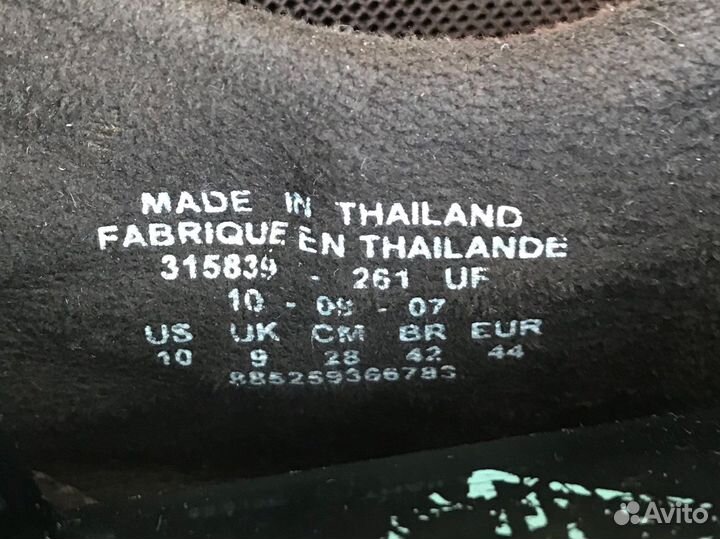 MADE IN THAILAND
FABRIQUE EN THAILANDE
315839 - 261 UF
10 - 09 - 07
US UK CM BR EUR
10 9 28 42 44
885259366783
Avito